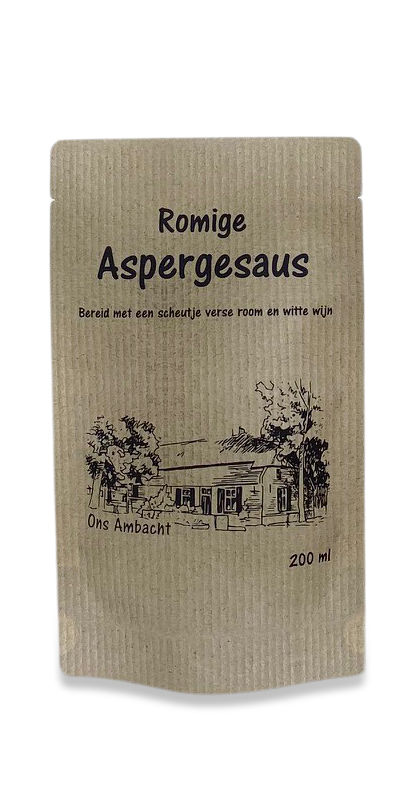 Romige
Aspergesaus
Bereid met een scheutje verse room en witte wijn
Ons Ambacht
200 ml